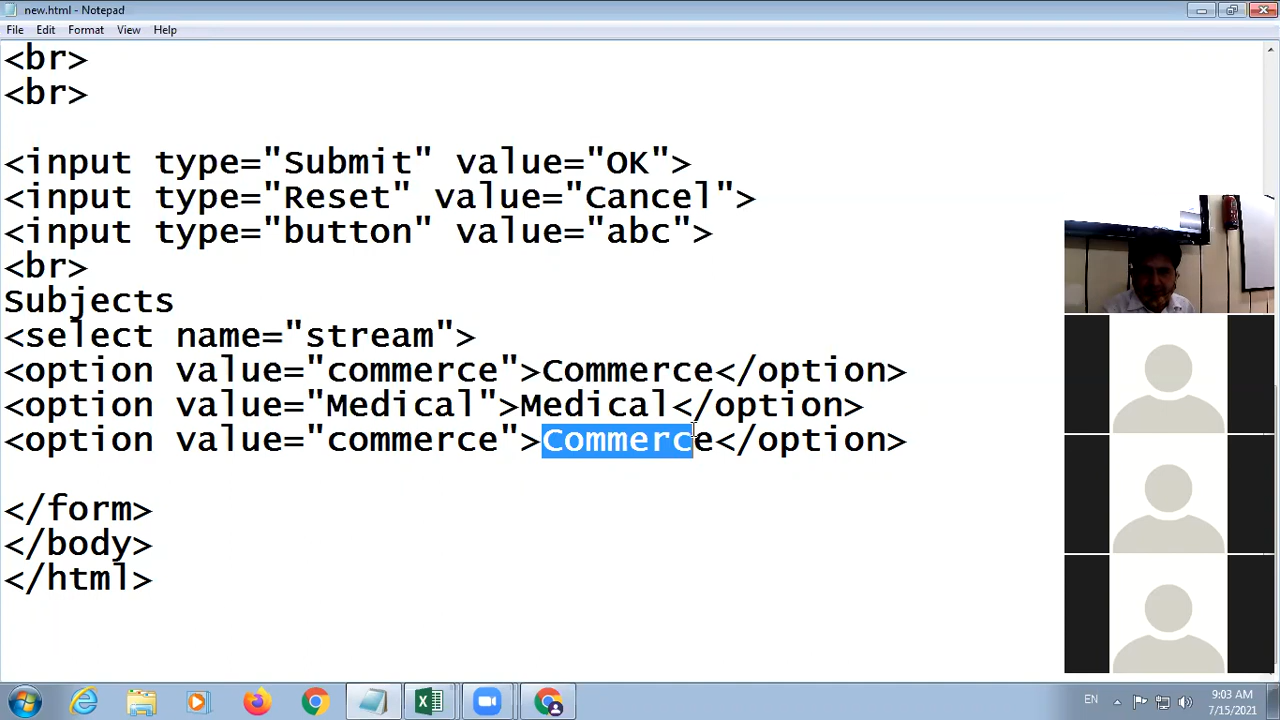 new.html - Notepad
File Edit Format View Help
<br>
<br>
<input type="Submit" value="OK">
<input type="Reset" value="Cancel">
<input type="button" value="abc">
<br>
Subjects
<select name="stream">
<option value="commerce">Commerce</option>
<option value="Medical">Medical</option>
<option value="commerce">Commerce</option>
</form>
</body>
</html>
EN
9:03 AM
7/15/2021